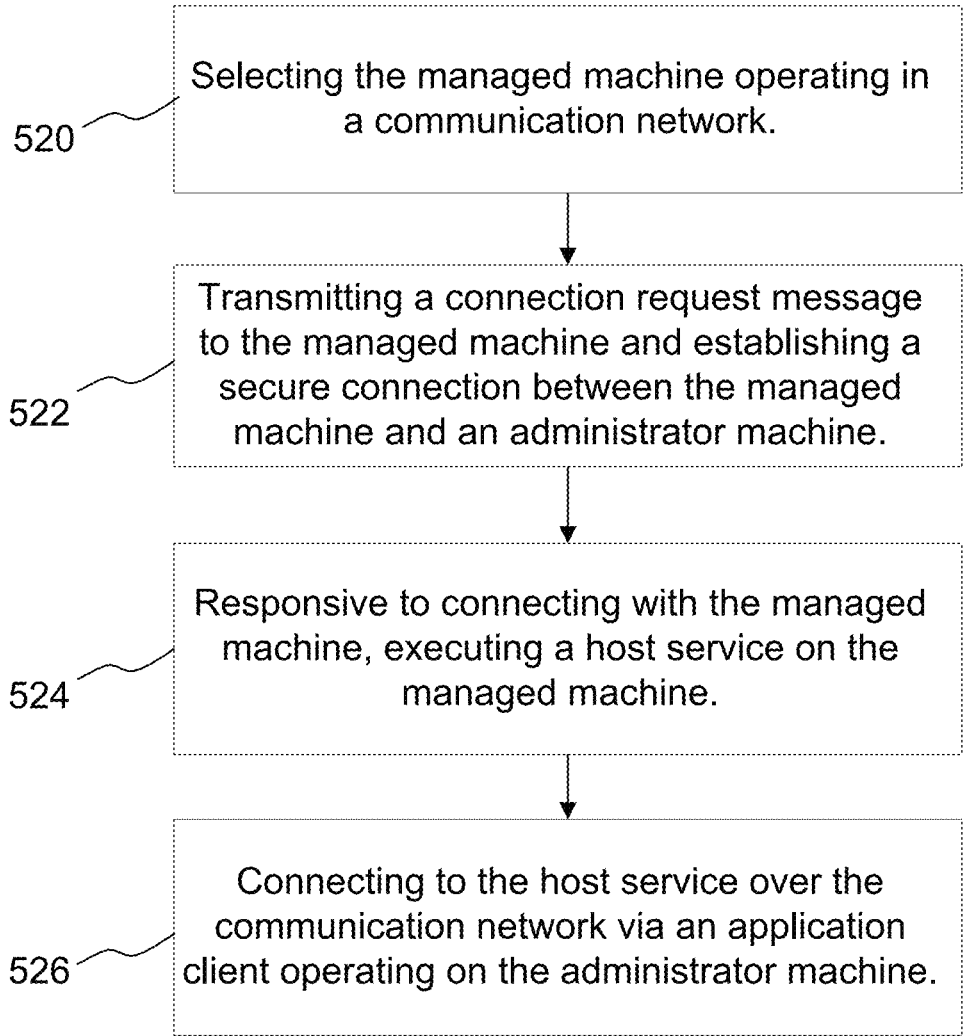 Selecting the managed machine operating in
a communication network.
520
Transmitting a connection request message
to the managed machine and establishing a
secure connection between the managed
machine and an administrator machine.
522
Responsive to connecting with the managed
machine, executing a host service on the
managed machine.
524
Connecting to the host service over the
communication network via an application
client operating on the administrator machine.
526